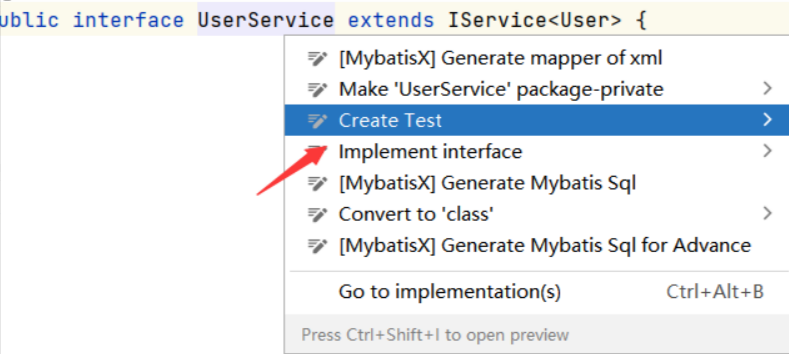 ublic interface UserService extends IService<User> {
[MybatisX] Generate mapper of xml
Make 'UserService' package-private
Create Test
Implement interface
[MybatisX] Generate Mybatis Sql
Convert to 'class'
[MybatisX] Generate Mybatis Sql for Advance
Go to implementation(s) Ctrl+Alt+B
Press Ctrl+Shift+I to open preview